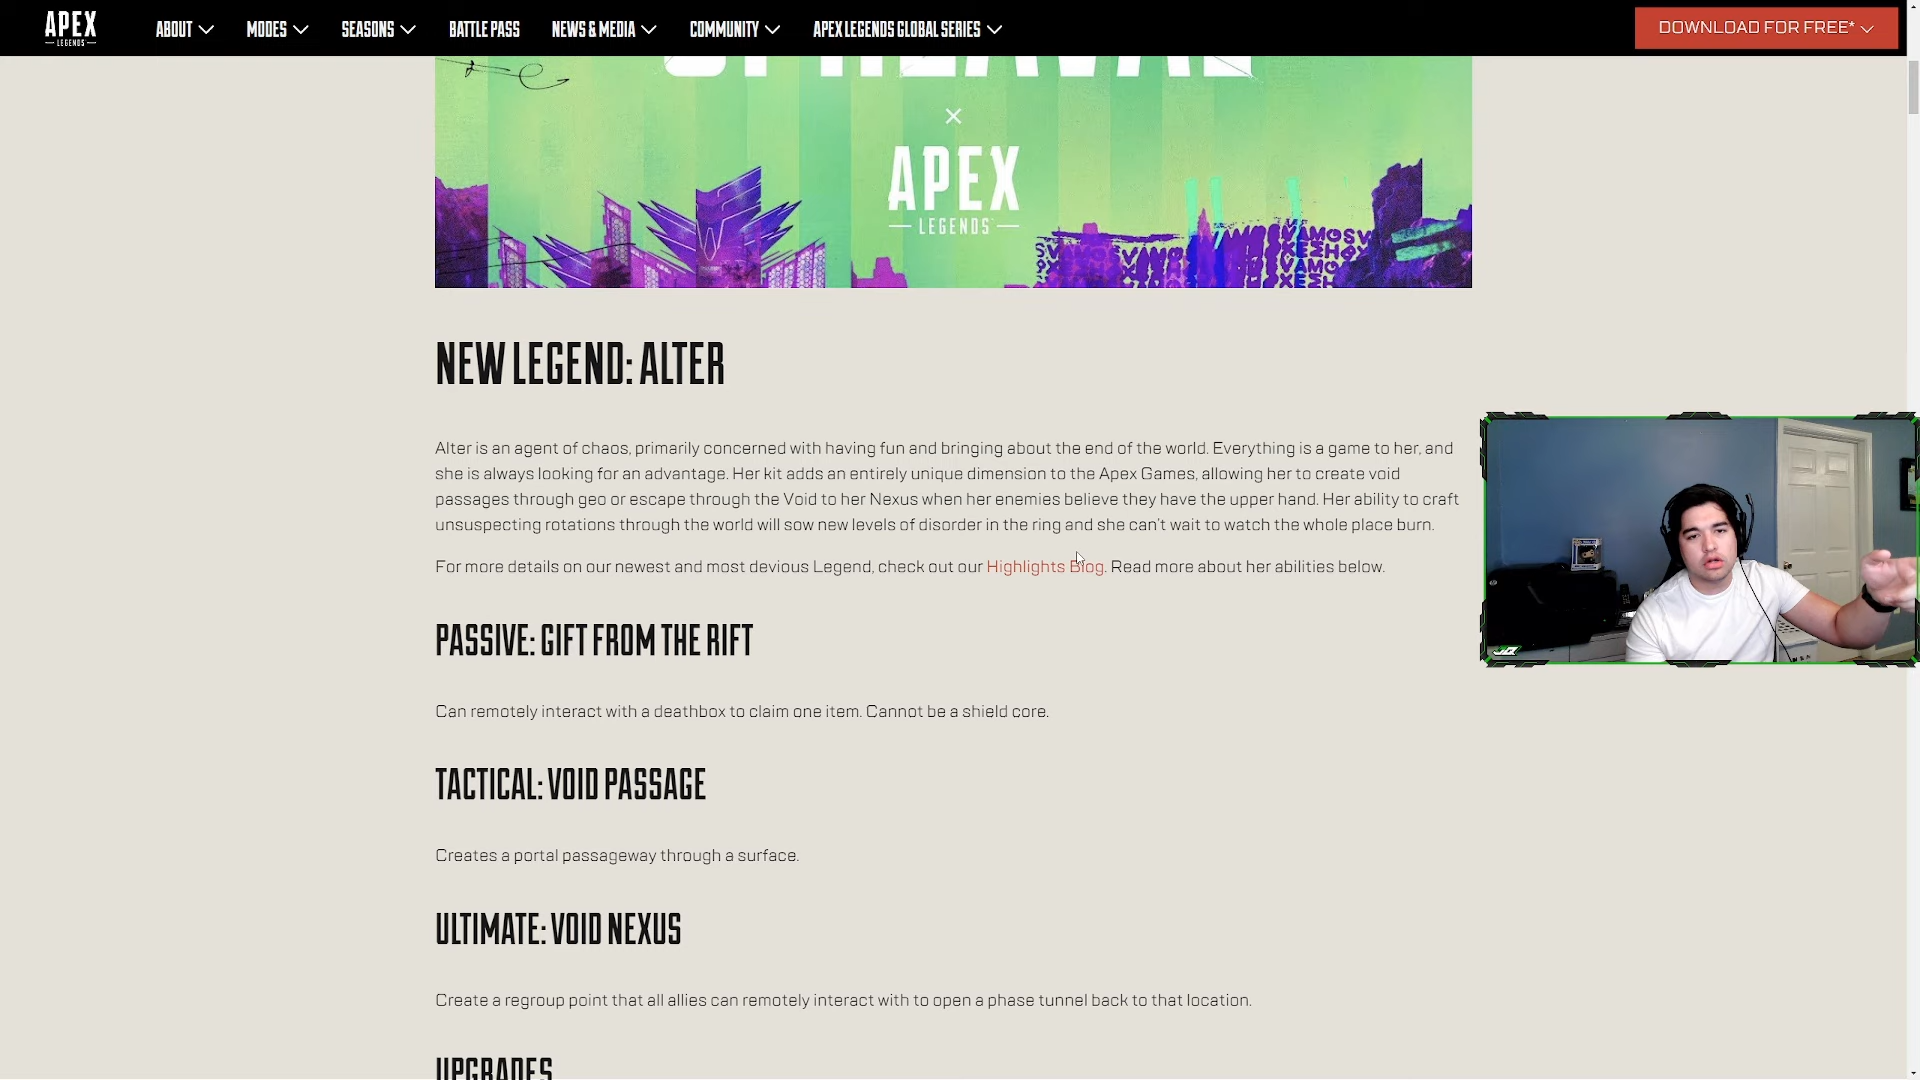 APEX
LEGENDS
ABOUT
MODES
SEASONS
BATTLE PASS
NEWS & MEDIA
COMMUNITY
APEX LEGENDS GLOBAL SERIES
DOWNLOAD FOR FREE*
UPHEAVAL
×
APEX
LEGENDS
NEW LEGEND: ALTER
Alter is an agent of chaos, primarily concerned with having fun and bringing about the end of the world. Everything is a game to her, and
she is always looking for an advantage. Her kit adds an entirely unique dimension to the Apex Games, allowing her to create void
passages through geo or escape through the Void to her Nexus when her enemies believe they have the upper hand. Her ability to craft
unsuspecting rotations through the world will sow new levels of disorder in the ring and she can't wait to watch the whole place burn.
For more details on our newest and most devious Legend, check out our Highlights Blog. Read more about her abilities below.
PASSIVE: GIFT FROM THE RIFT
Can remotely interact with a deathbox to claim one item. Cannot be a shield core.
TACTICAL: VOID PASSAGE
Creates a portal passageway through a surface.
ULTIMATE: VOID NEXUS
Create a regroup point that all allies can remotely interact with to open a phase tunnel back to that location.
UPGRADES